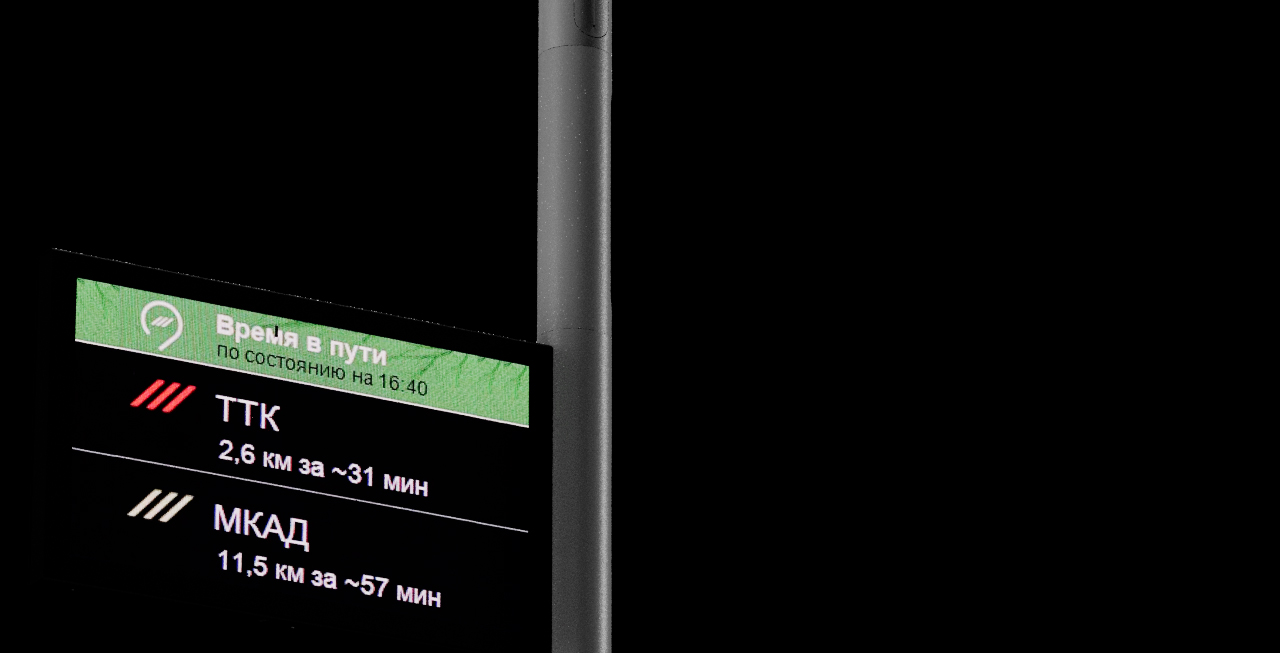 Время в пути
по состоянию на 16:40
ТТК
2,6 км за ~31 мин
МКАД
11,5 км за ~57 мин